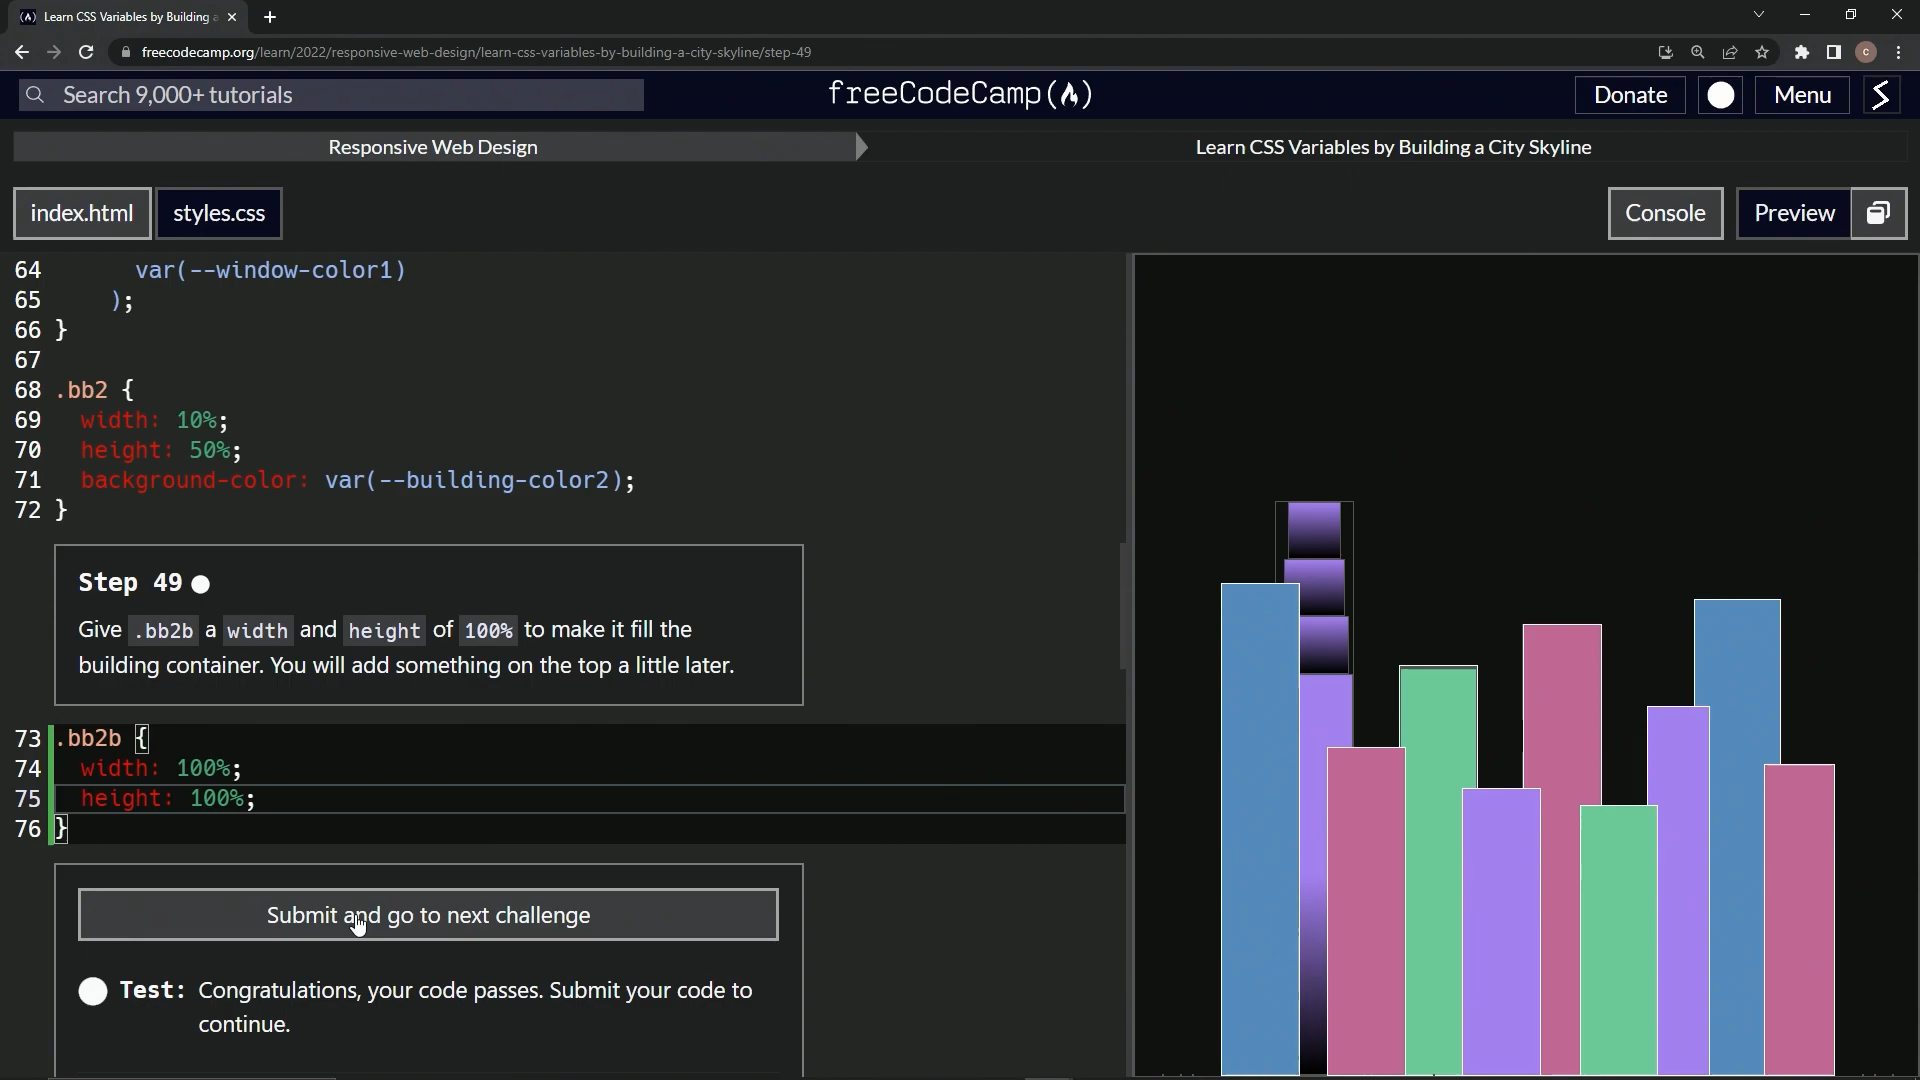 Learn CSS Variables by Building a
freecodecamp.org/learn/2022/responsive-web-design/learn-css-variables-by-building-a-city-skyline/step-49
C
Search 9,000+ tutorials
freeCodeCamp
Donate
Menu
Responsive Web Design
Learn CSS Variables by Building a City Skyline
index.html
styles.css
Console
Preview
64 var(--window-color1)
65 );
66 }
67
68 .bb2 {
69 width: 10%;
70 height: 50%;
71 background-color: var(--building-color2);
72 }
Step 49
Give .bb2b a width and height of 100% to make it fill the
building container. You will add something on the top a little later.
73 .bb2b {
74 width: 100%;
75 height: 100%;
76 }
Submit and go to next challenge
Test: Congratulations, your code passes. Submit your code to
continue.